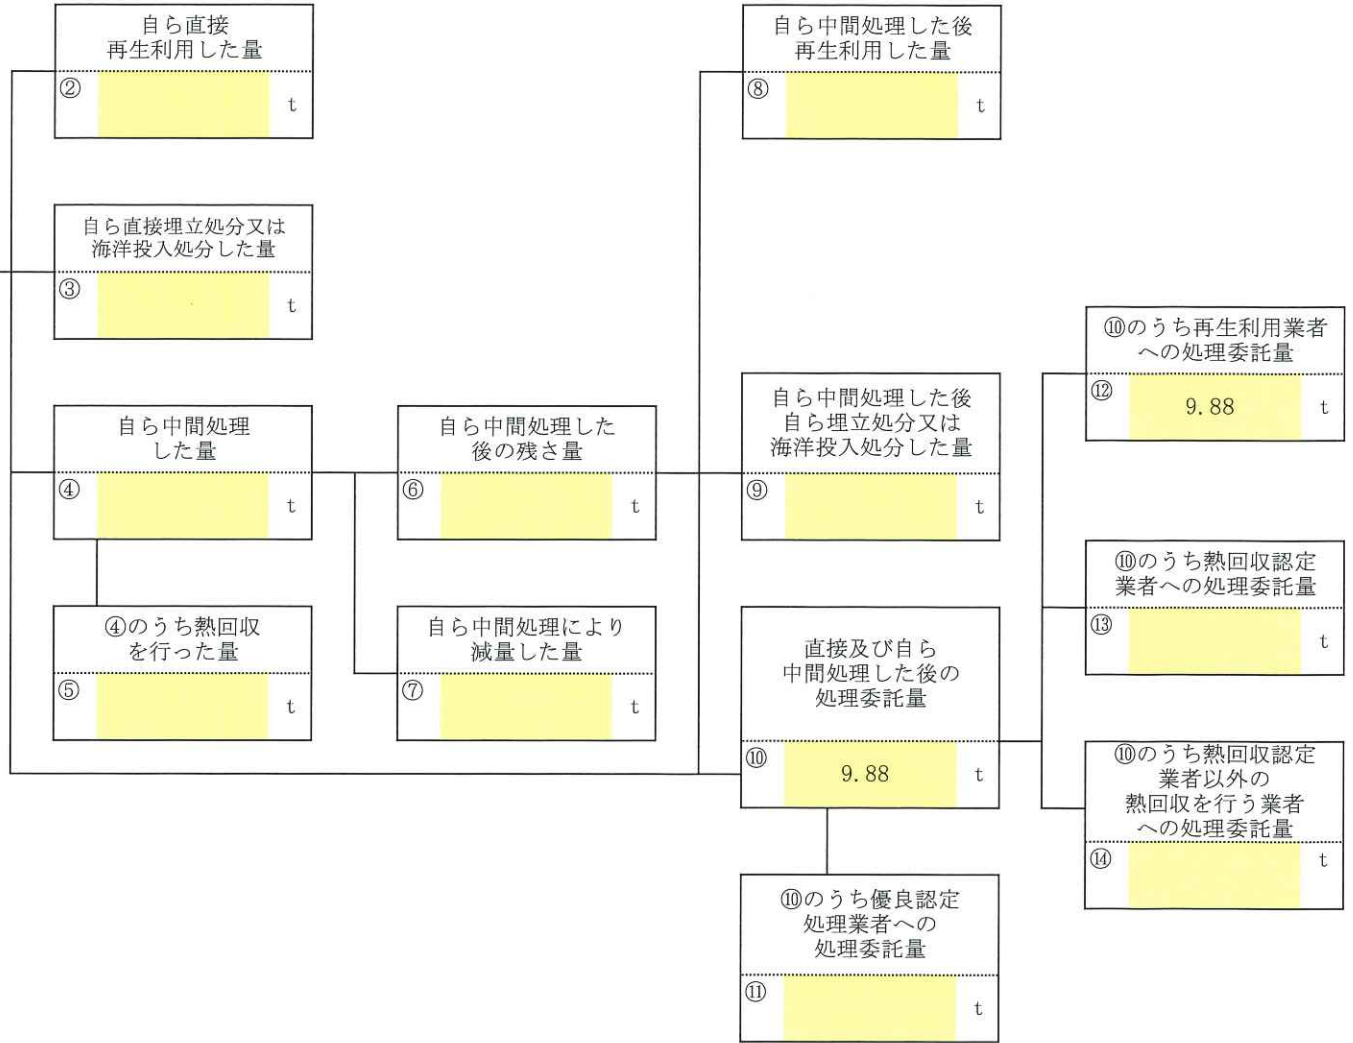 自ら直接
再生利用した量
②
t
自ら中間処理した後
再生利用した量
⑧
t
自ら直接埋立処分又は
海洋投入処分した量
③
t
⑩のうち再生利用業者
への処理委託量
⑫
9.88
t
自ら中間処理
した量
④
t
自ら中間処理した
後の残さ量
⑥
t
自ら中間処理した後
自ら埋立処分又は
海洋投入処分した量
⑨
t
⑩のうち熱回収認定
業者への処理委託量
⑬
t
④のうち熱回収
を行った量
⑤
t
自ら中間処理により
減量した量
⑦
t
直接及び自ら
中間処理した後の
処理委託量
⑩
9.88
t
⑩のうち熱回収認定
業者以外の
熱回収を行う業者
への処理委託量
⑭
t
⑩のうち優良認定
処理業者への
処理委託量
⑪
t